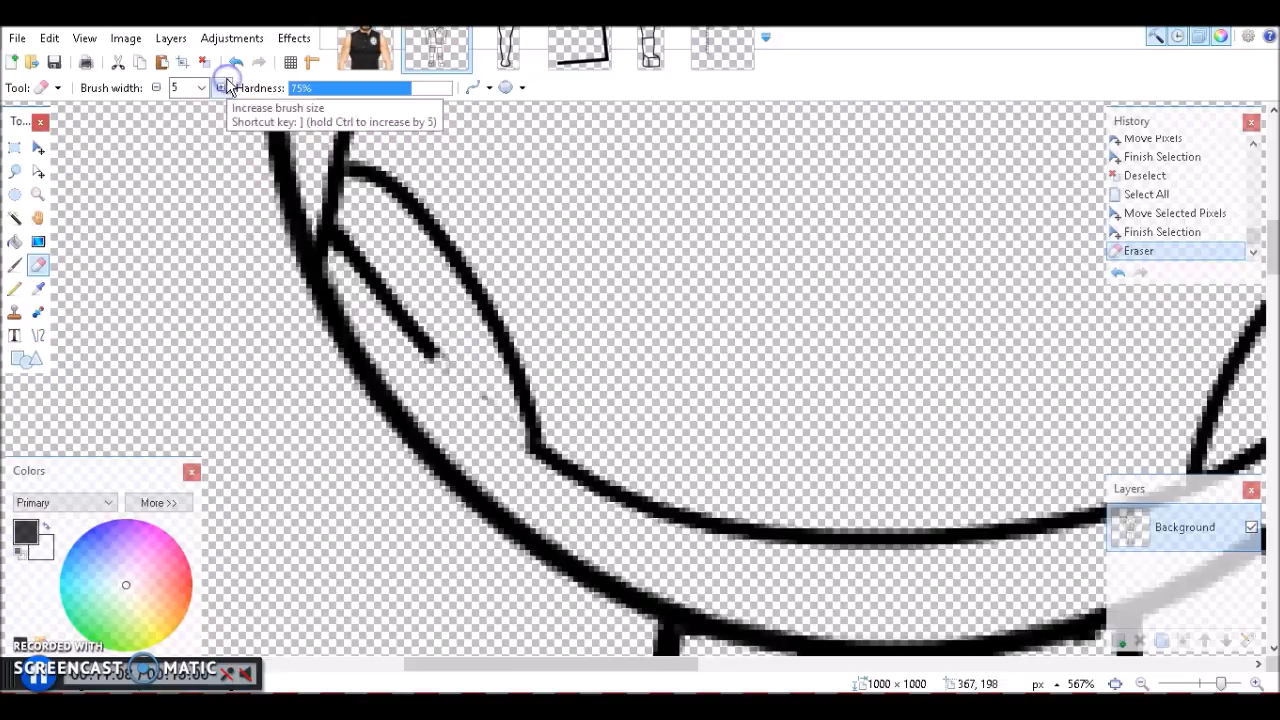 File Edit View Image Layers Adjustments Effects
Tool: Brush width: 5 Hardness: 75%
Increase brush size
Shortcut key: ] (hold Ctrl to increase by 5)
To...
History
Move Pixels
Finish Selection
Deselect
Select All
Move Selected Pixels
Finish Selection
Eraser
Colors
Primary More >>
Layers
Background
RECORDED WITH
SCREENCAST MATIC
1000 × 1000 367, 198 px 567%